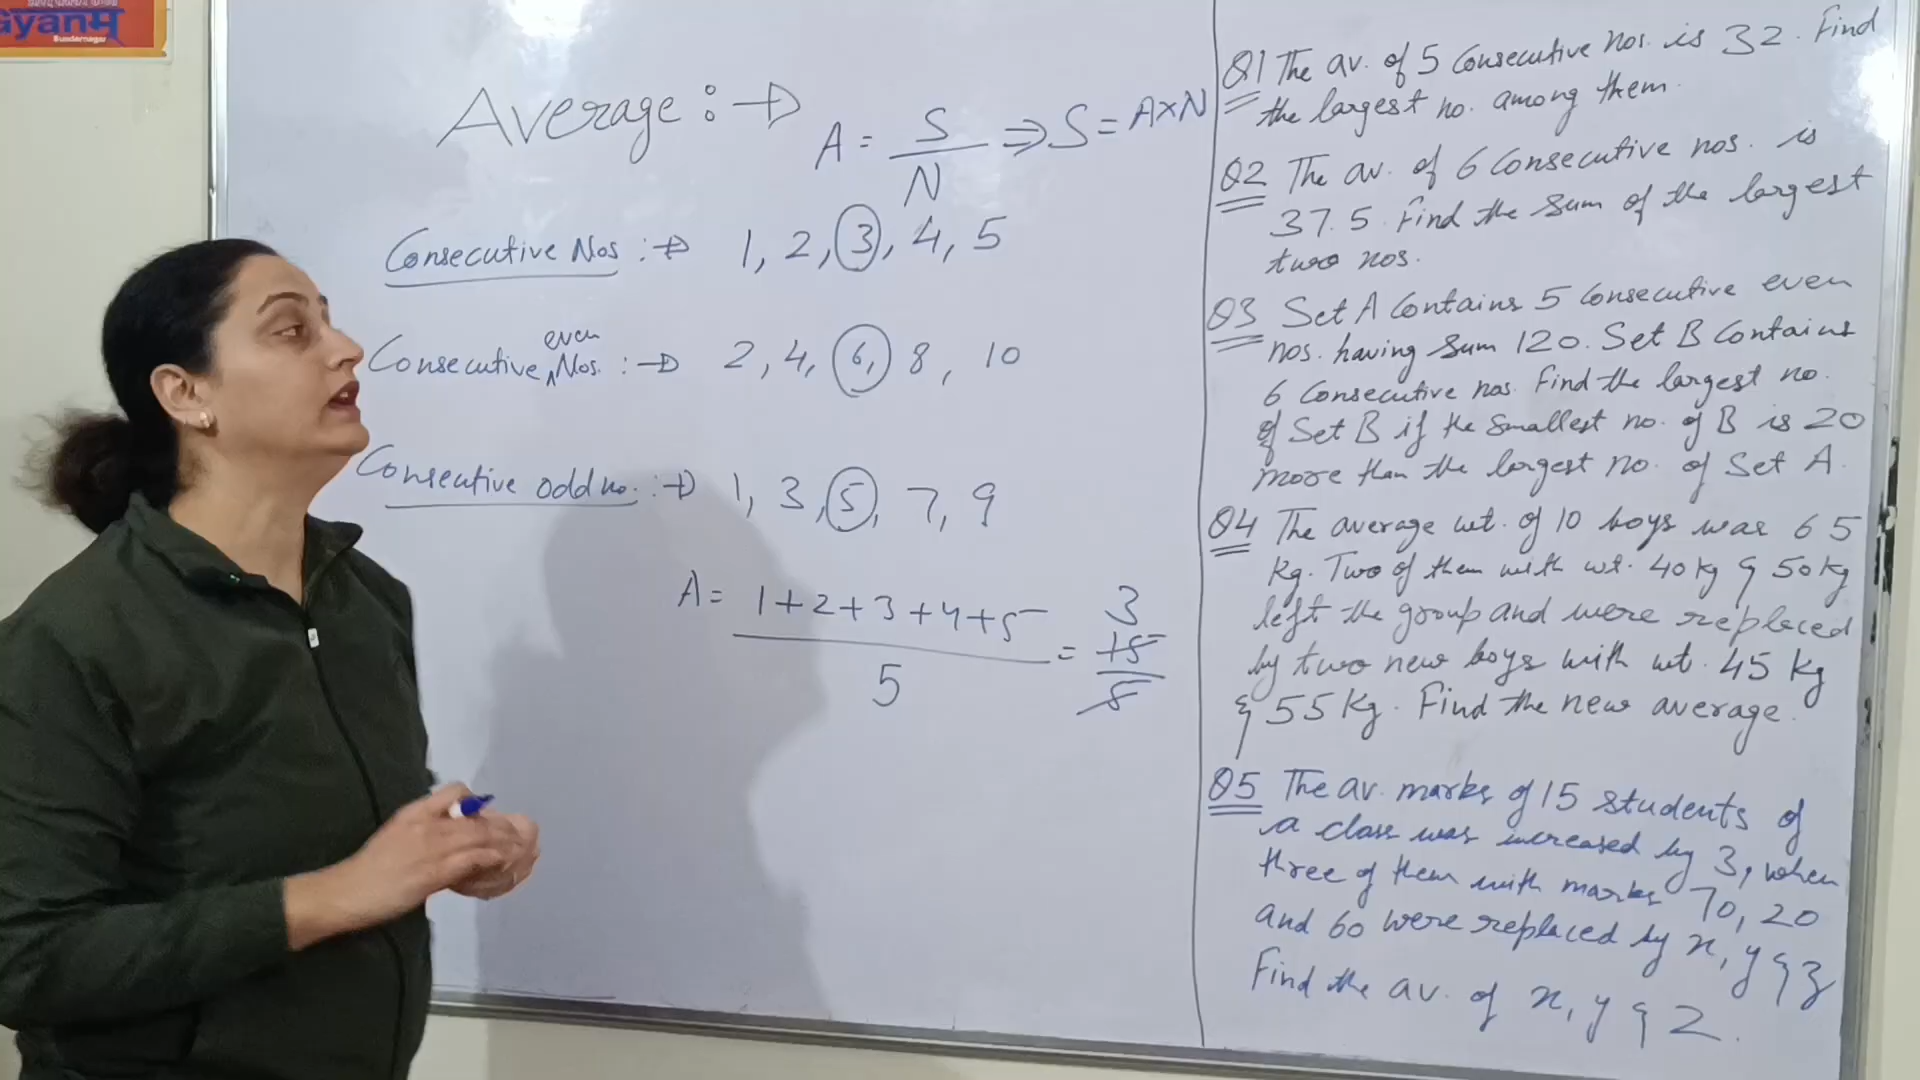 Gyanम
Sundernagar
Average :→
A = S/N ⇒ S = A×N
Consecutive Nos :→ 1, 2, 3, 4, 5
Consecutive even Nos. :→ 2, 4, 6, 8, 10
Consecutive odd no. :→ 1, 3, 5, 7, 9
A = 1+2+3+4+5 / 5 = 15/5 3
Q1 The av. of 5 Consecutive nos. is 32. Find
the largest no. among them.
Q2 The av. of 6 Consecutive nos. is
37.5. Find the sum of the largest
two nos.
Q3 Set A Contains 5 Consecutive even
nos. having sum 120. Set B Contains
6 Consecutive nos. Find the largest no.
of Set B if the smallest no. of B is 20
more than the largest no. of Set A.
Q4 The average wt. of 10 boys was 65
kg. Two of them with wt. 40kg & 50kg
left the group and were replaced
by two new boys with wt. 45 kg
& 55 Kg. Find the new average.
Q5 The av. marks of 15 students of
a class was increased by 3, when
three of them with marks 70, 20
and 60 were replaced by x, y & z
Find the av. of x, y & z.